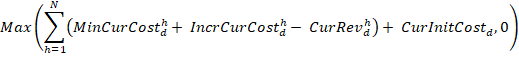 Max(∑_{h=1}^{N}(MinCurCost_d^h + IncrCurCost_d^h − CurRev_d^h) + CurInitCost_d, 0)